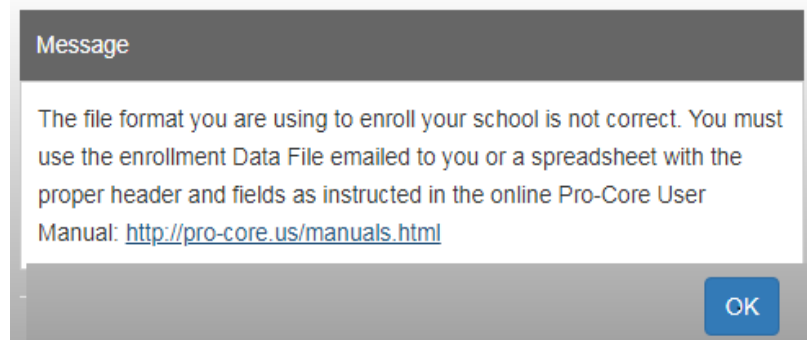 Message
The file format you are using to enroll your school is not correct. You must
use the enrollment Data File emailed to you or a spreadsheet with the
proper header and fields as instructed in the online Pro-Core User
Manual: http://pro-core.us/manuals.html
OK